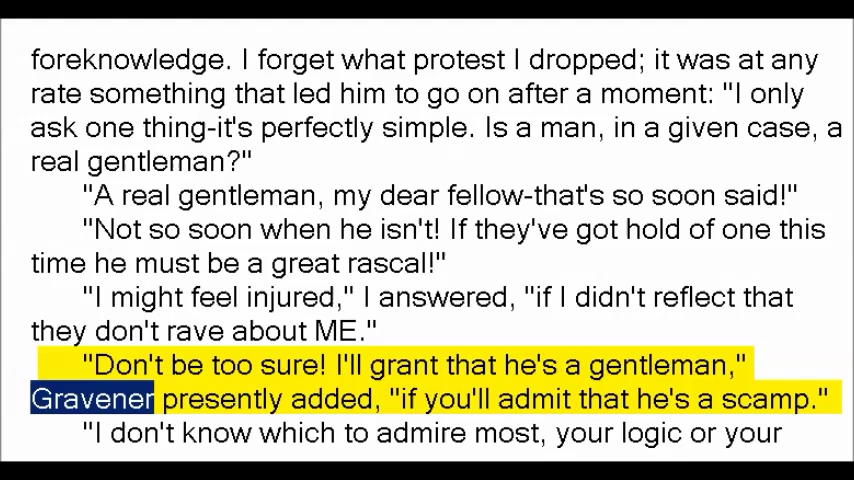 foreknowledge. I forget what protest I dropped; it was at any
rate something that led him to go on after a moment: "I only
ask one thing-it's perfectly simple. Is a man, in a given case, a
real gentleman?"
"A real gentleman, my dear fellow-that's so soon said!"
"Not so soon when he isn't! If they've got hold of one this
time he must be a great rascal!"
"I might feel injured," I answered, "if I didn't reflect that
they don't rave about ME."
"Don't be too sure! I'll grant that he's a gentleman,"
Gravener presently added, "if you'll admit that he's a scamp."
"I don't know which to admire most, your logic or your